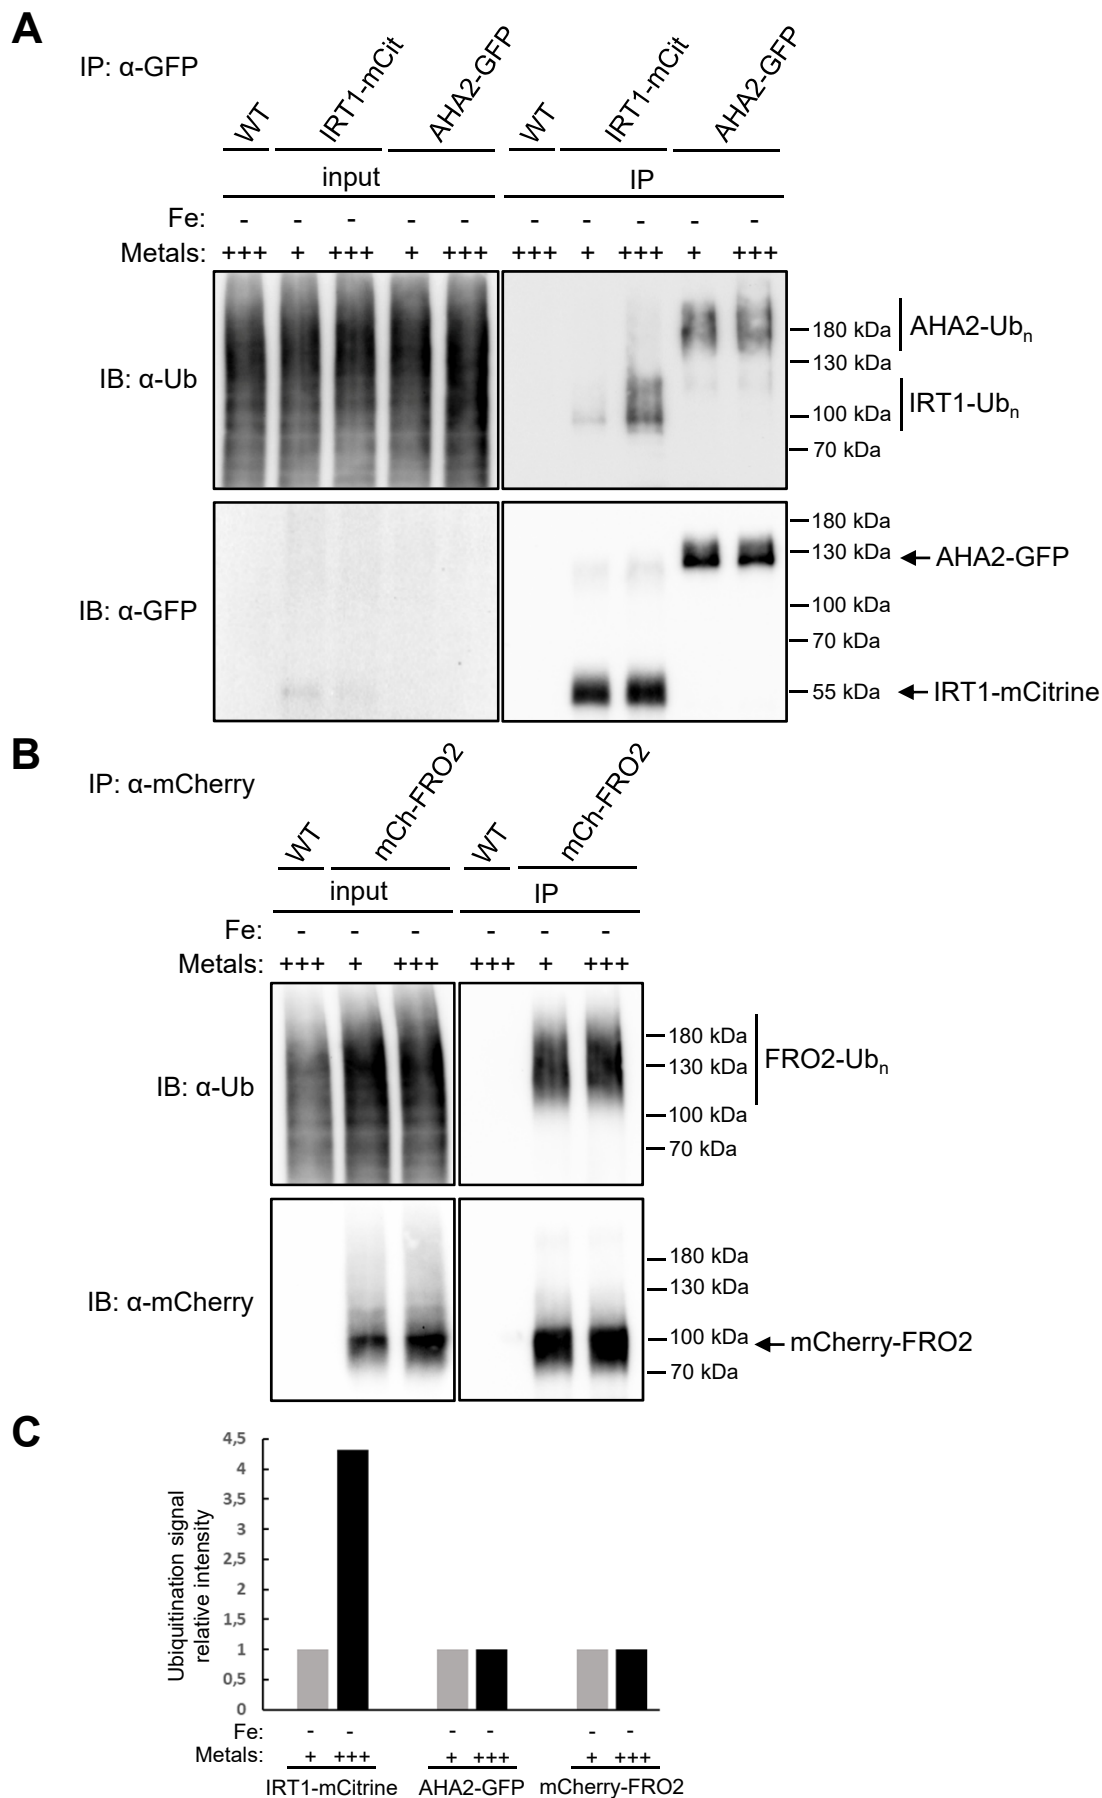 A
IP: α-GFP
WT IRT1-mCit AHA2-GFP WT IRT1-mCit AHA2-GFP
input IP
Fe: - - - - - - - - - -
Metals: +++ + +++ + +++ +++ + +++ + +++
IB: α-Ub
180 kDa
130 kDa
100 kDa
70 kDa
AHA2-Ubn
IRT1-Ubn
IB: α-GFP
180 kDa
130 kDa
100 kDa
70 kDa
55 kDa
AHA2-GFP
IRT1-mCitrine
B
IP: α-mCherry
WT mCh-FRO2 WT mCh-FRO2
input IP
Fe: - - - - - -
Metals: +++ + +++ +++ + +++
IB: α-Ub
180 kDa
130 kDa
100 kDa
70 kDa
FRO2-Ubn
IB: α-mCherry
180 kDa
130 kDa
100 kDa
70 kDa
mCherry-FRO2
C
Ubiquitination signal
relative intensity
4,5
4
3,5
3
2,5
2
1,5
1
0,5
0
Fe: - - - - - -
Metals: + +++ + +++ + +++
IRT1-mCitrine AHA2-GFP mCherry-FRO2